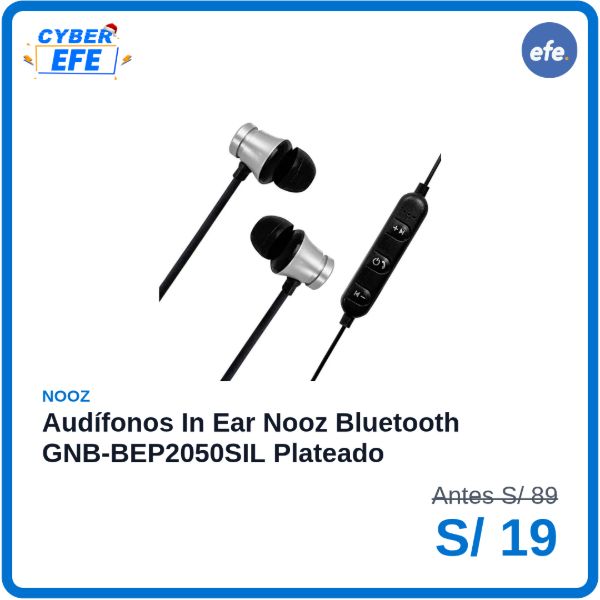 CYBER
EFE
efe.
NOOZ
Audífonos In Ear Nooz Bluetooth
GNB-BEP2050SIL Plateado
Antes S/ 89
S/ 19